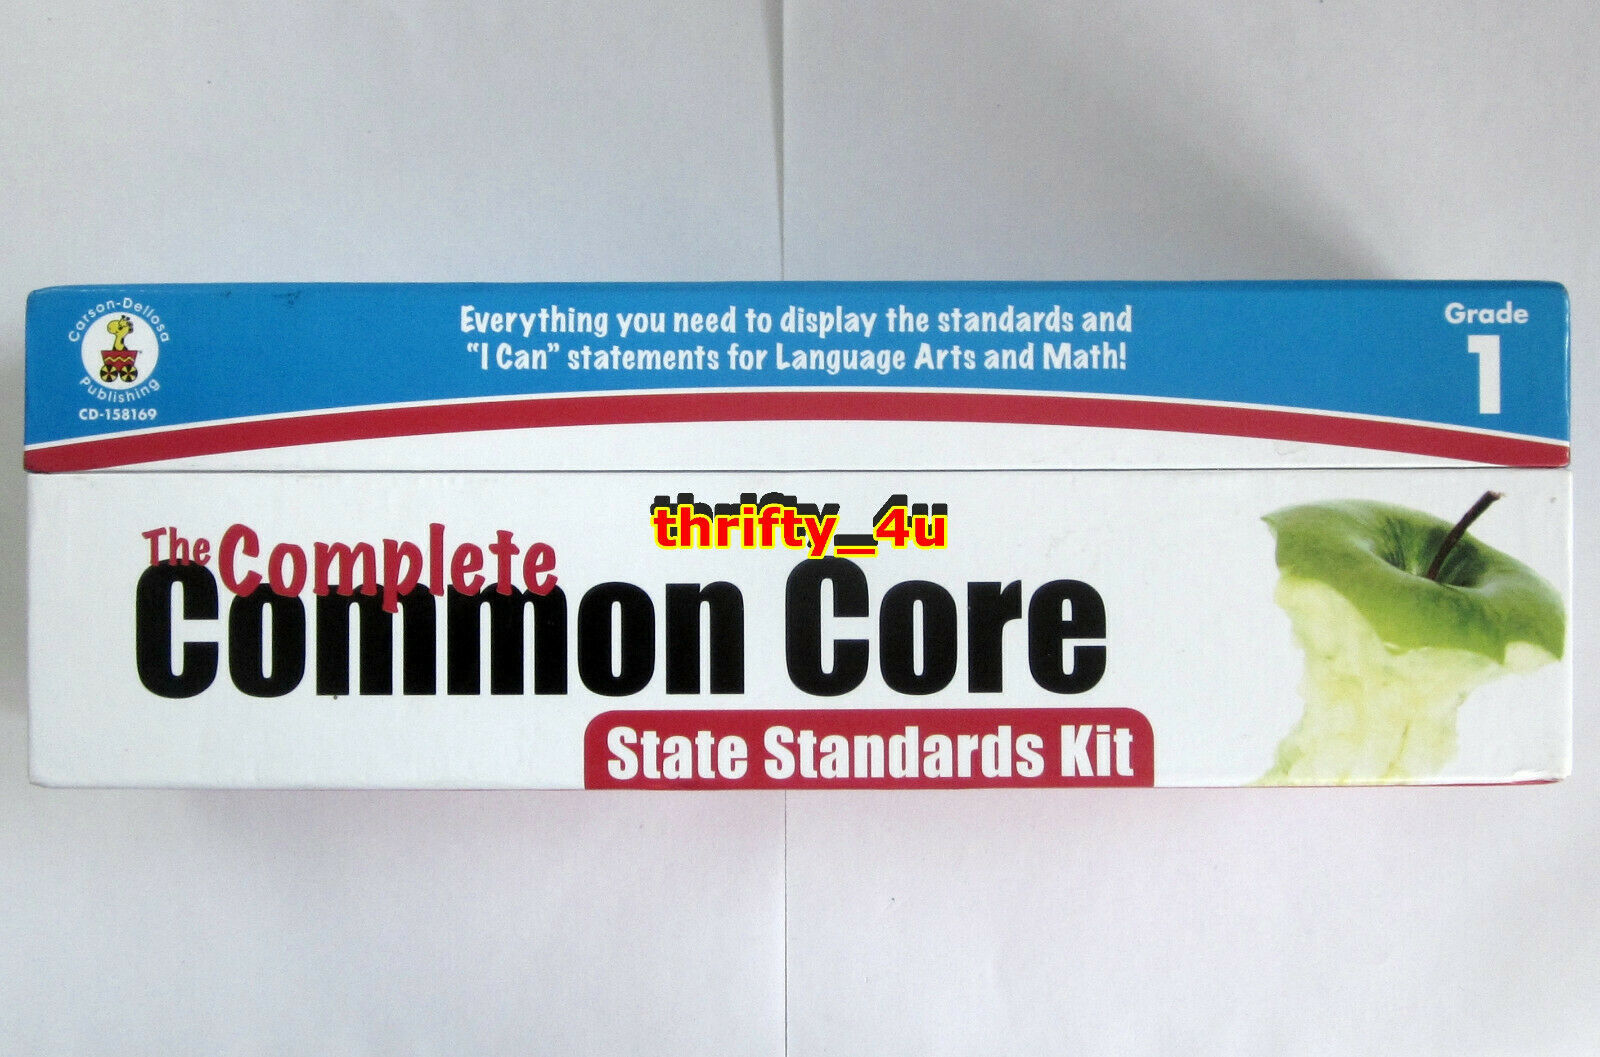 Carson-Dellosa
Publishing
CD-158169
Everything you need to display the standards and
"I Can" statements for Language Arts and Math!
Grade
1
thrifty_4u
The Complete
Common Core
State Standards Kit